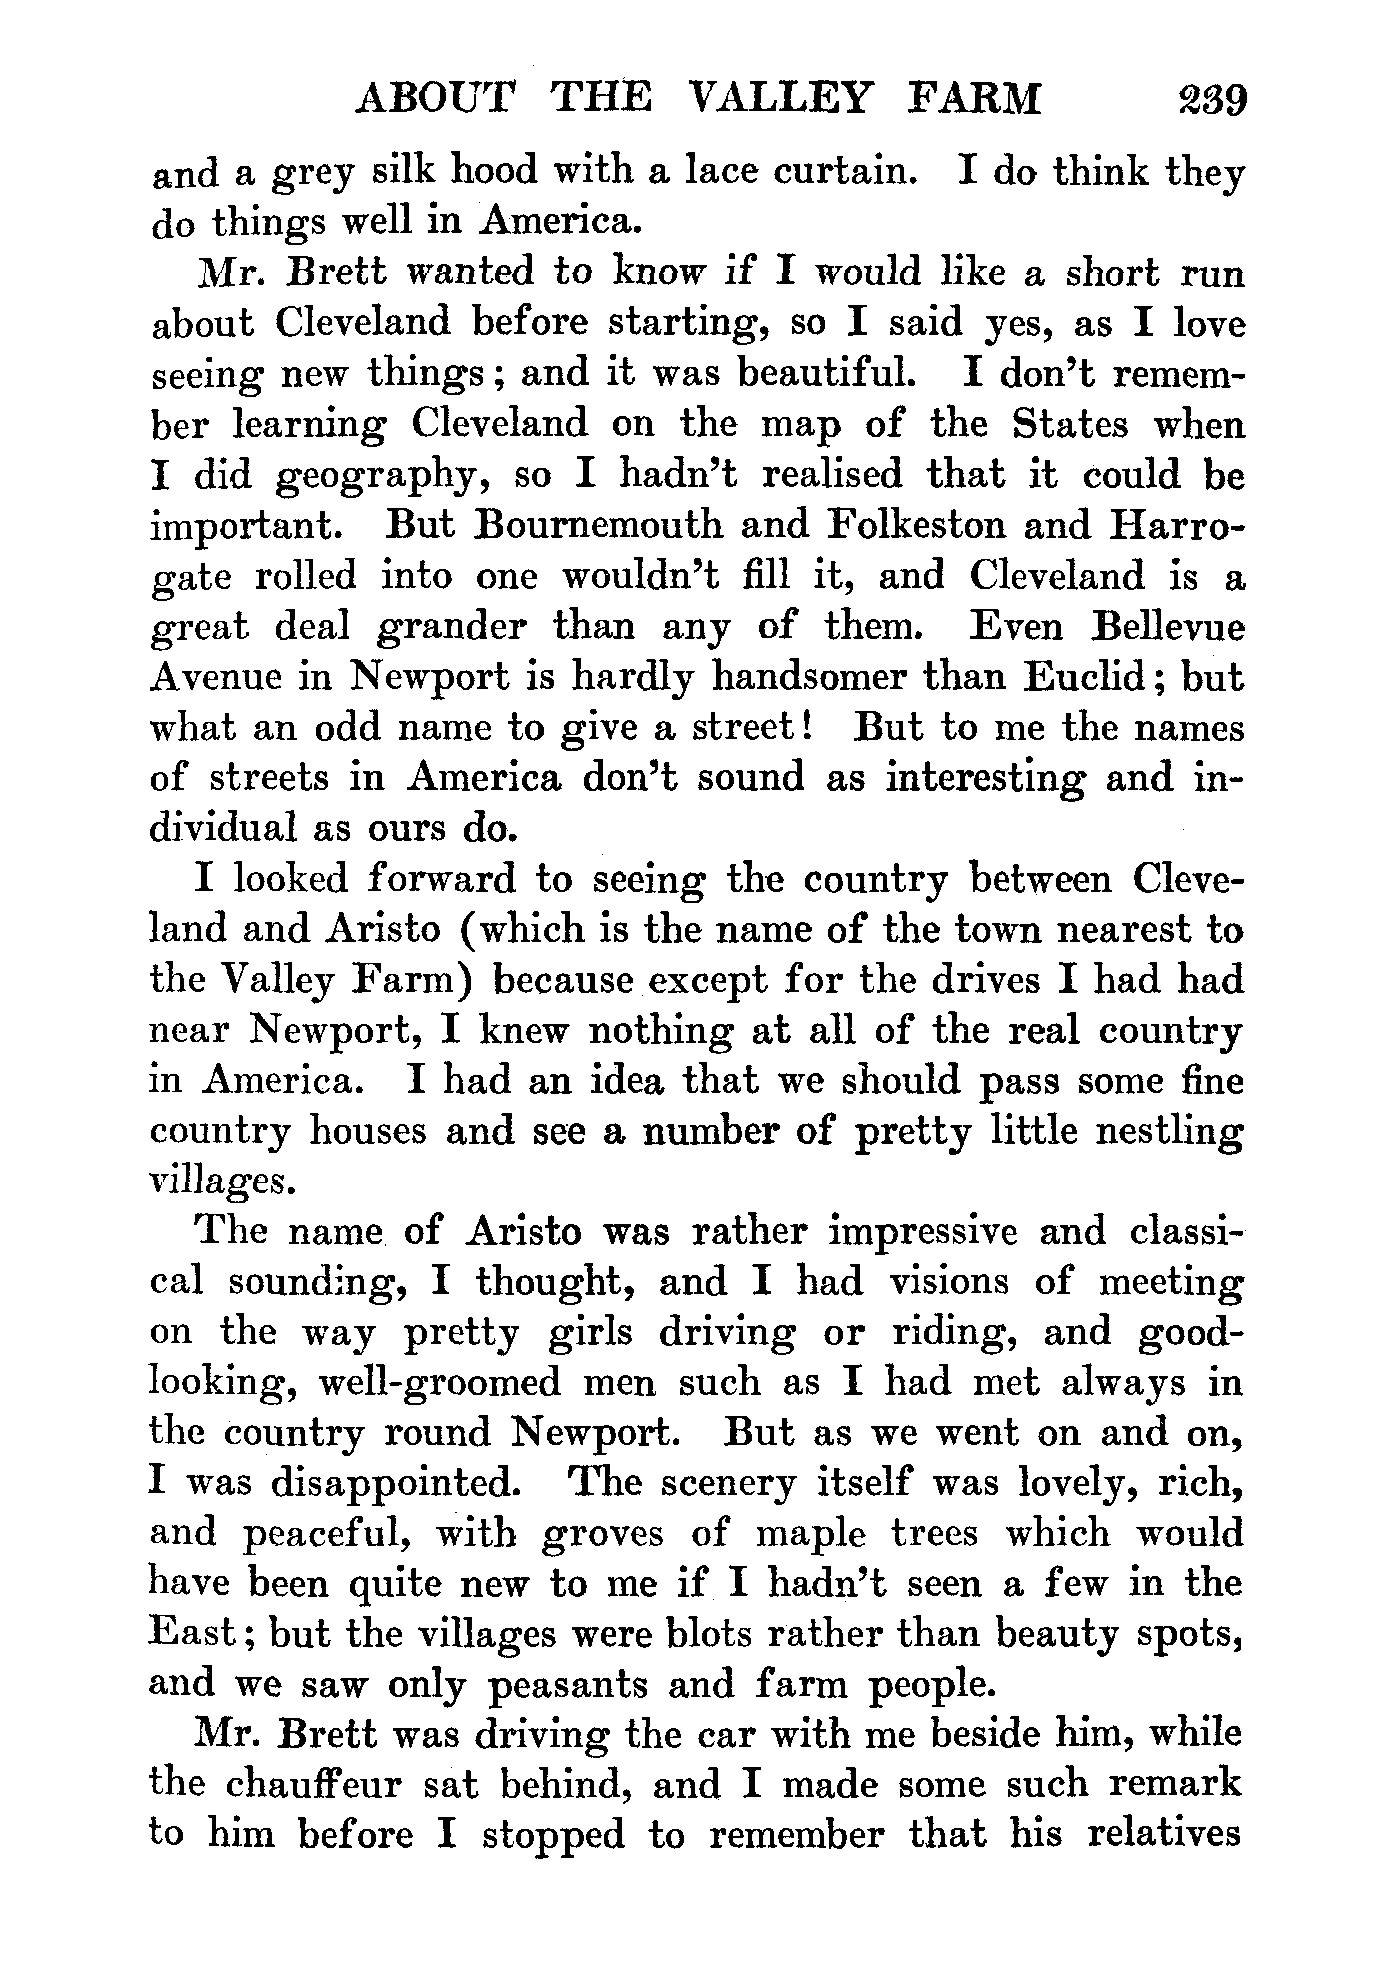 ABOUT THE VALLEY FARM 239
and a grey silk hood with a lace curtain. I do think they
do things well in America.
Mr. Brett wanted to know if I would like a short run
about Cleveland before starting, so I said yes, as I love
seeing new things; and it was beautiful. I don't remem-
ber learning Cleveland on the map of the States when
I did geography, so I hadn't realised that it could be
important. But Bournemouth and Folkeston and Harro-
gate rolled into one wouldn't fill it, and Cleveland is a
great deal grander than any of them. Even Bellevue
Avenue in Newport is hardly handsomer than Euclid; but
what an odd name to give a street! But to me the names
of streets in America don't sound as interesting and in-
dividual as ours do.
I looked forward to seeing the country between Cleve-
land and Aristo (which is the name of the town nearest to
the Valley Farm) because except for the drives I had had
near Newport, I knew nothing at all of the real country
in America. I had an idea that we should pass some fine
country houses and see a number of pretty little nestling
villages.
The name of Aristo was rather impressive and classi-
cal sounding, I thought, and I had visions of meeting
on the way pretty girls driving or riding, and good-
looking, well-groomed men such as I had met always in
the country round Newport. But as we went on and on,
I was disappointed. The scenery itself was lovely, rich,
and peaceful, with groves of maple trees which would
have been quite new to me if I hadn't seen a few in the
East; but the villages were blots rather than beauty spots,
and we saw only peasants and farm people.
Mr. Brett was driving the car with me beside him, while
the chauffeur sat behind, and I made some such remark
to him before I stopped to remember that his relatives